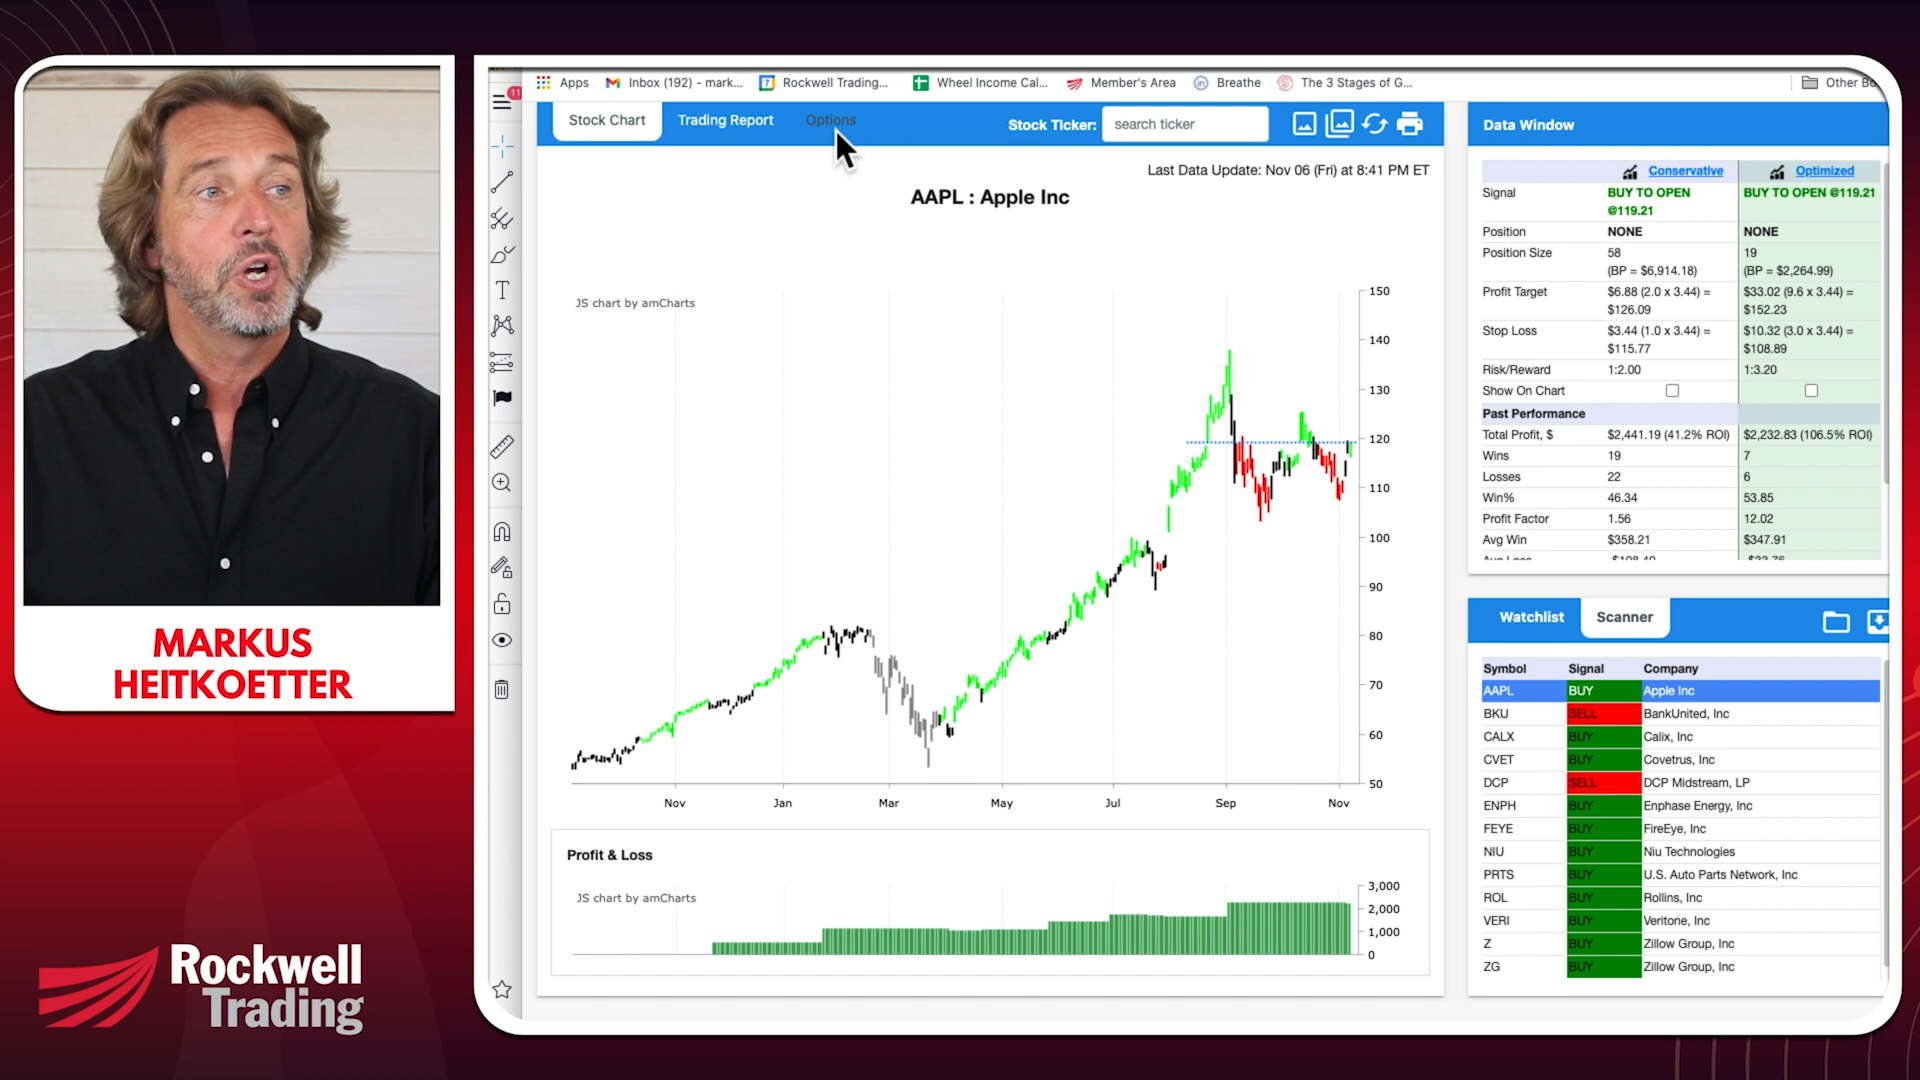 MARKUS
HEITKOETTER
Rockwell
Trading
11
Apps
Inbox (192) - mark...
7
Rockwell Trading...
Wheel Income Cal...
Member's Area
in
Breathe
The 3 Stages of G...
Other Bo
Stock Chart
Trading Report
Options
Stock Ticker:
search ticker
Last Data Update: Nov 06 (Fri) at 8:41 PM ET
AAPL : Apple Inc
JS chart by amCharts
150
140
130
120
110
100
90
80
70
60
50
Nov Jan Mar May Jul Sep Nov
Profit & Loss
JS chart by amCharts
3,000
2,000
1,000
0
Data Window
Conservative Optimized
Signal BUY TO OPEN @119.21 BUY TO OPEN @119.21
Position NONE NONE
Position Size 58 (BP = $6,914.18) 19 (BP = $2,264.99)
Profit Target $6.88 (2.0 x 3.44) = $126.09 $33.02 (9.6 x 3.44) = $152.23
Stop Loss $3.44 (1.0 x 3.44) = $115.77 $10.32 (3.0 x 3.44) = $108.89
Risk/Reward 1:2.00 1:3.20
Show On Chart
Past Performance
Total Profit, $ $2,441.19 (41.2% ROI) $2,232.83 (106.5% ROI)
Wins 19 7
Losses 22 6
Win% 46.34 53.85
Profit Factor 1.56 12.02
Avg Win $358.21 $347.91
Watchlist
Scanner
Symbol Signal Company
AAPL BUY Apple Inc
BKU SELL BankUnited, Inc
CALX BUY Calix, Inc
CVET BUY Covetrus, Inc
DCP SELL DCP Midstream, LP
ENPH BUY Enphase Energy, Inc
FEYE BUY FireEye, Inc
NIU BUY Niu Technologies
PRTS BUY U.S. Auto Parts Network, Inc
ROL BUY Rollins, Inc
VERI BUY Veritone, Inc
Z BUY Zillow Group, Inc
ZG BUY Zillow Group, Inc